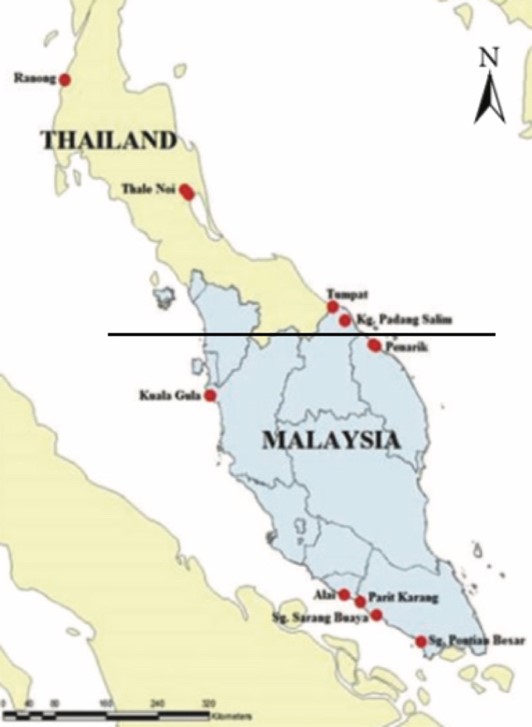 N
Ranong
THAILAND
Thale Noi
Tumpat
Kg. Padang Salim
Penarik
Kuala Gula
MALAYSIA
Alai
Parit Karang
Sg. Sarang Buaya
Sg. Pontian Besar
0 40 80 160 240 320
Kilometers